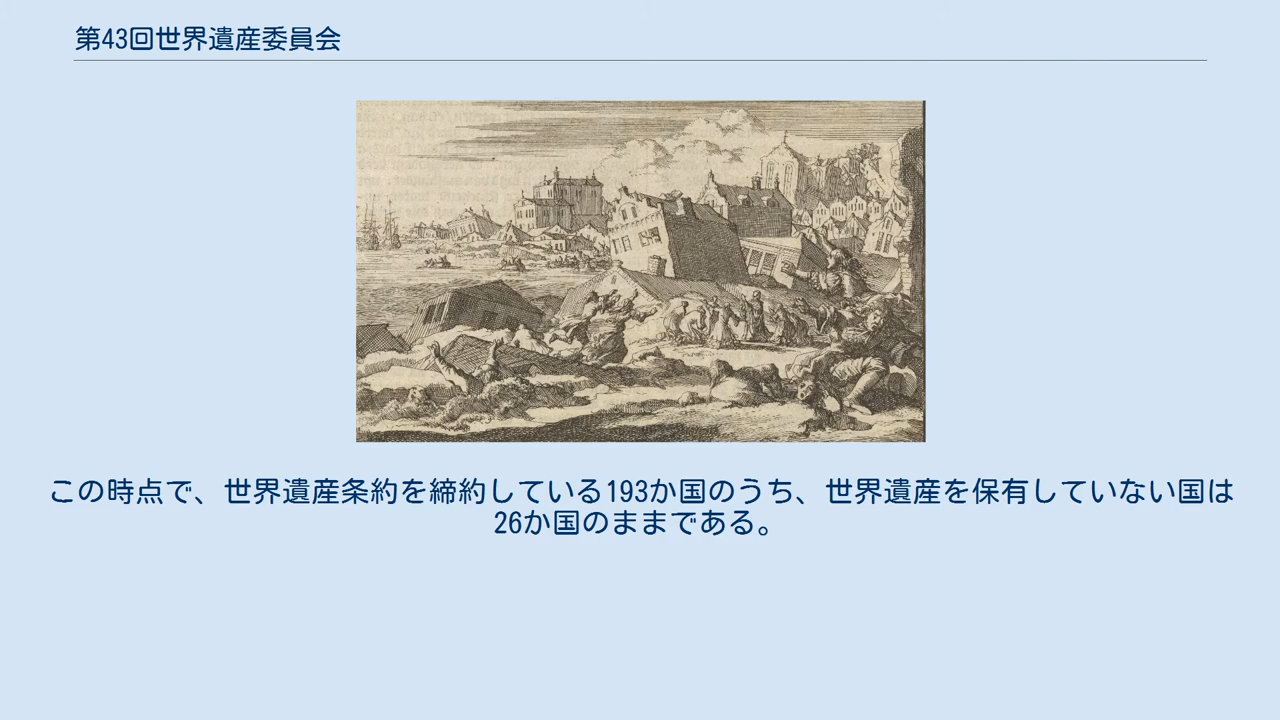 第43回世界遺産委員会
この時点で、世界遺産条約を締約している193か国のうち、世界遺産を保有していない国は
26か国のままである。